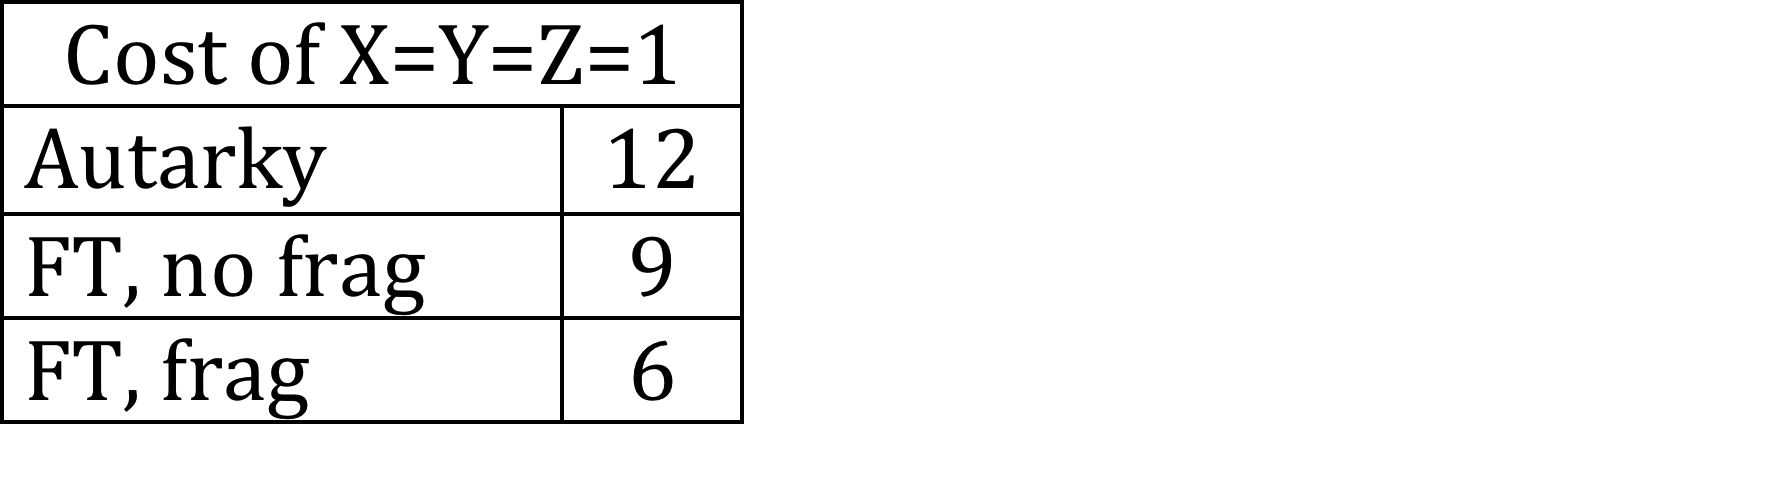 Cost of X=Y=Z=1
Autarky 12
FT, no frag 9
FT, frag 6